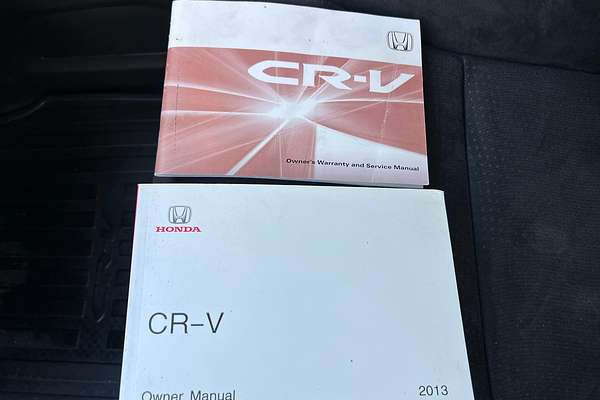 CR-V
Owner's Warranty and Service Manual
HONDA
CR-V
Owner Manual 2013